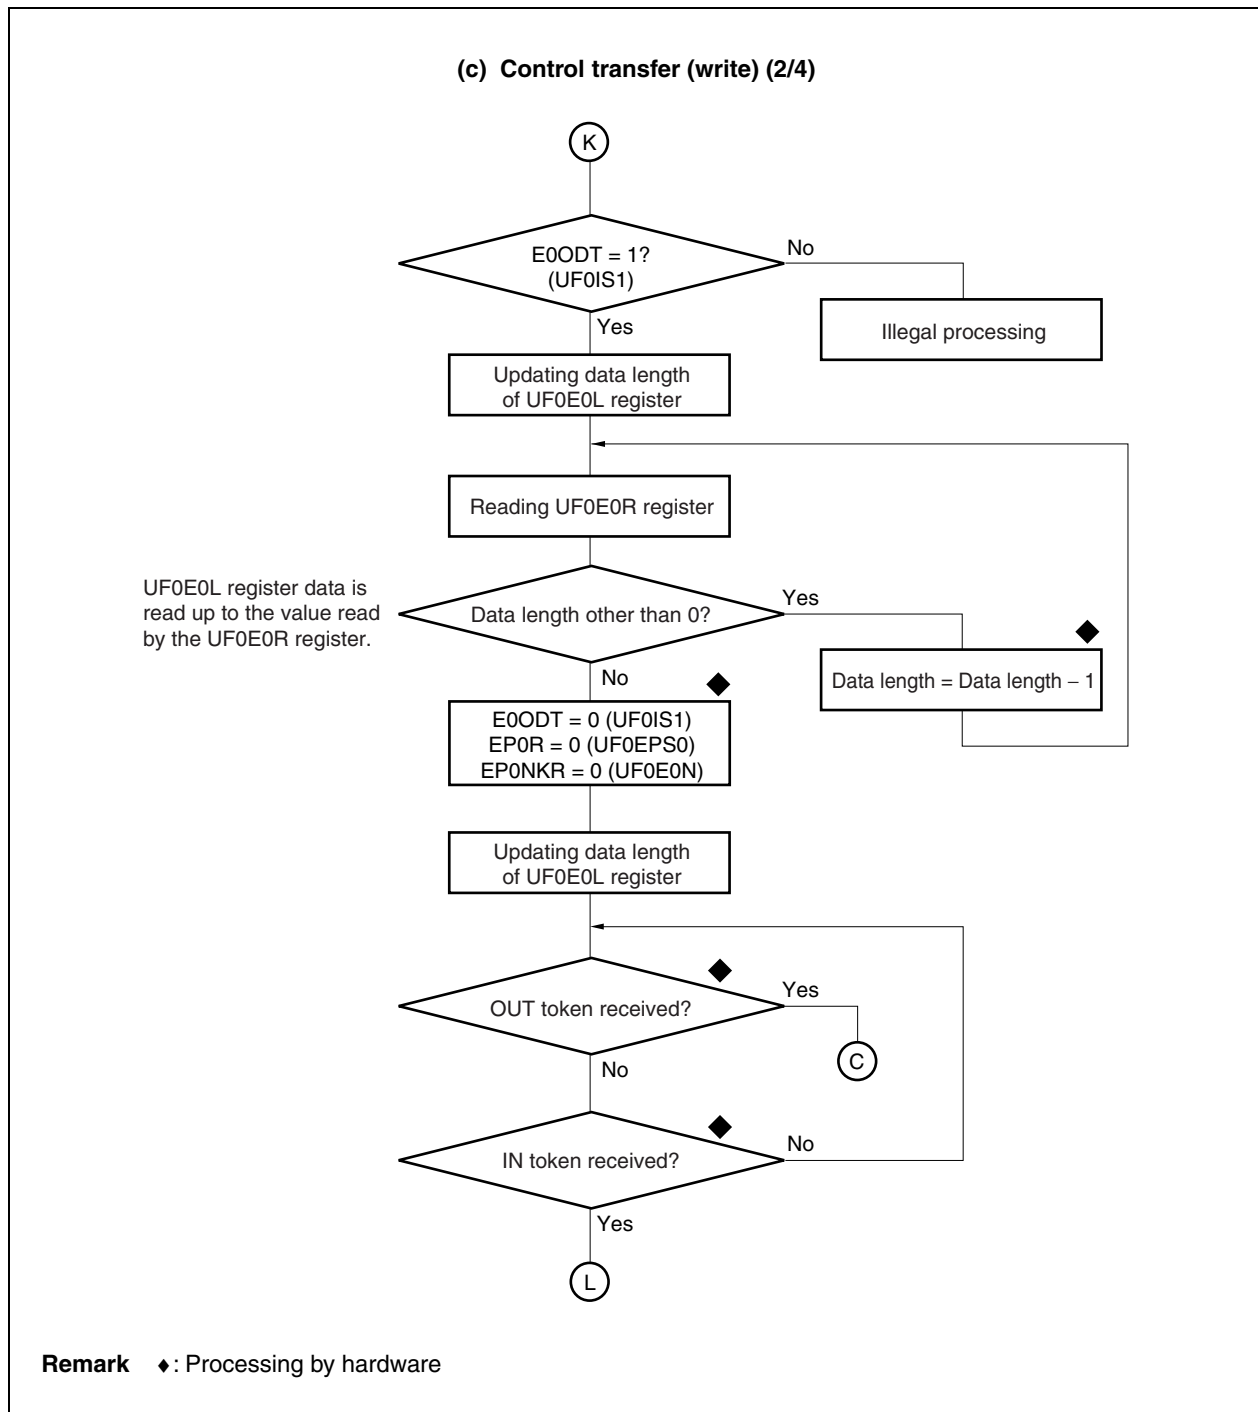 (c) Control transfer (write) (2/4)
K
E0ODT = 1?
(UF0IS1)
No
Illegal processing
Yes
Updating data length
of UF0E0L register
Reading UF0E0R register
UF0E0L register data is
read up to the value read
by the UF0E0R register.
Data length other than 0?
Yes
Data length = Data length – 1
No
E0ODT = 0 (UF0IS1)
EP0R = 0 (UF0EPS0)
EP0NKR = 0 (UF0E0N)
Updating data length
of UF0E0L register
OUT token received?
Yes
C
No
IN token received?
No
Yes
L
Remark ♦: Processing by hardware